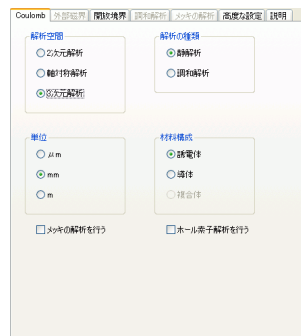 Coulomb 外部磁界 開放境界 調和解析 メッキの解析 高度な設定 説明
解析空間
解析の種類
2次元解析
静解析
軸対称解析
調和解析
3次元解析
単位
材料構成
μm
誘電体
mm
導体
m
複合体
メッキの解析を行う
ホール素子解析を行う